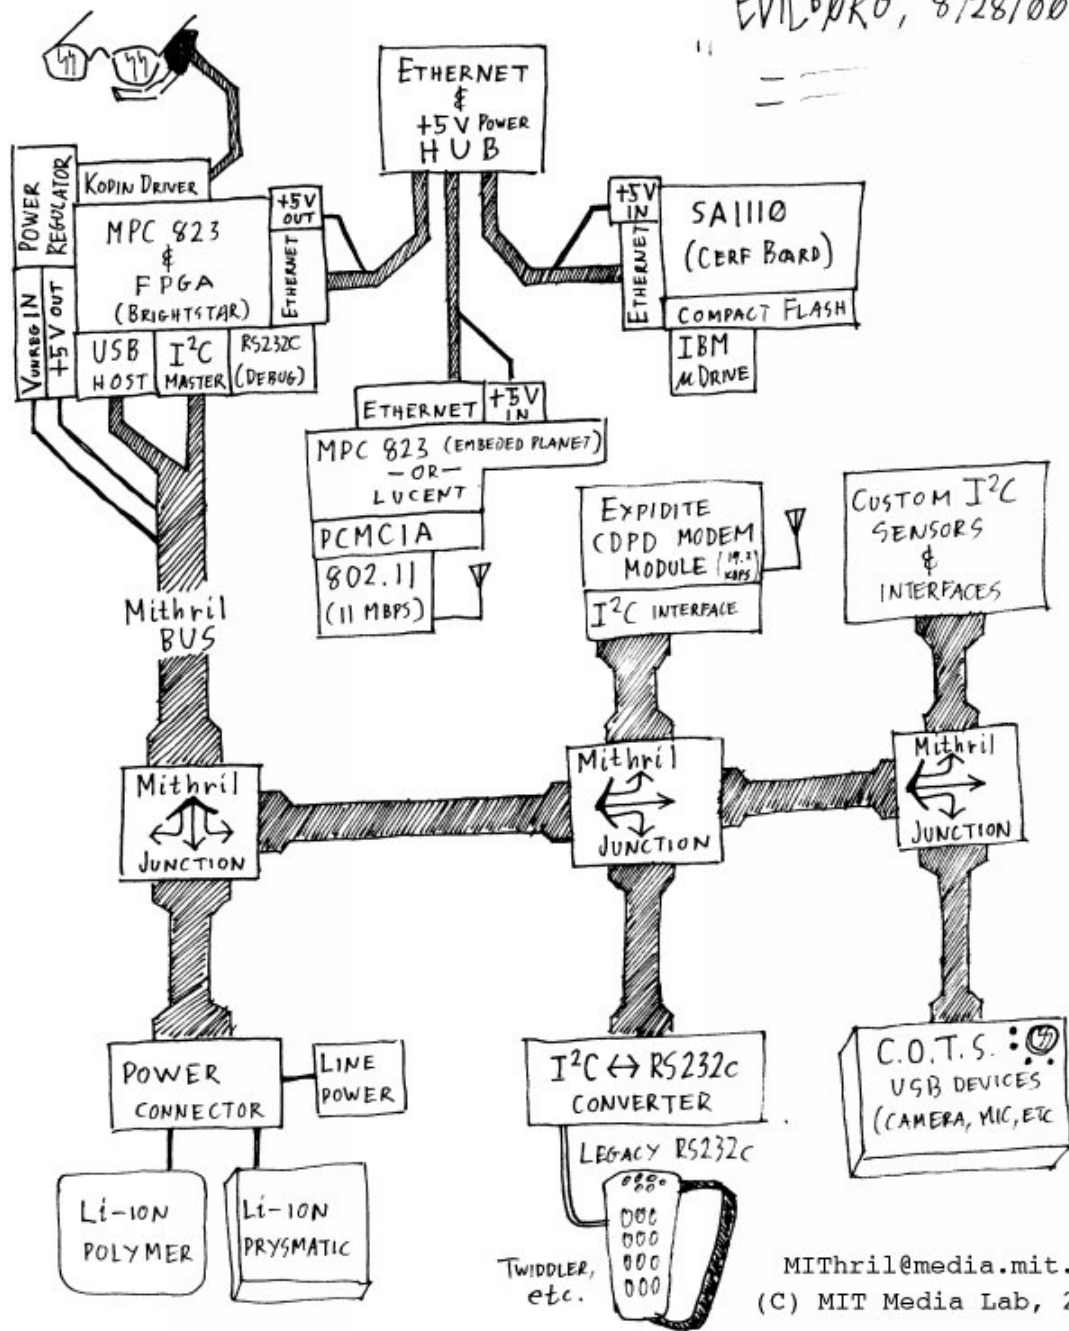 EVILDØRO, 8/28/00
ETHERNET
&
+5V POWER
HUB
POWER
REGULATOR
KOPIN DRIVER
MPC 823
&
FPGA
(BRIGHTSTAR)
+5V
OUT
ETHERNET
VUNREG IN
+5V OUT
USB
HOST
I²C
MASTER
RS232C
(DEBUG)
+5V
IN
ETHERNET
SA1110
(CERF BOARD)
COMPACT FLASH
IBM
µDRIVE
ETHERNET
+5V
IN
MPC 823 (EMBEDED PLANET)
—OR—
LUCENT
PCMCIA
802.11
(11 MBPS)
EXPIDITE
CDPD MODEM
MODULE (19.2 KBPS)
I²C INTERFACE
CUSTOM I²C
SENSORS
&
INTERFACES
Mithril
BUS
Mithril
JUNCTION
Mithril
JUNCTION
Mithril
JUNCTION
POWER
CONNECTOR
LINE
POWER
Li-ION
POLYMER
Li-ION
PRYSMATIC
I²C ↔ RS232c
CONVERTER
LEGACY RS232c
TWIDDLER,
etc.
C.O.T.S.
USB DEVICES
(CAMERA, MIC, ETC
MIThril@media.mit.
(C) MIT Media Lab, 2